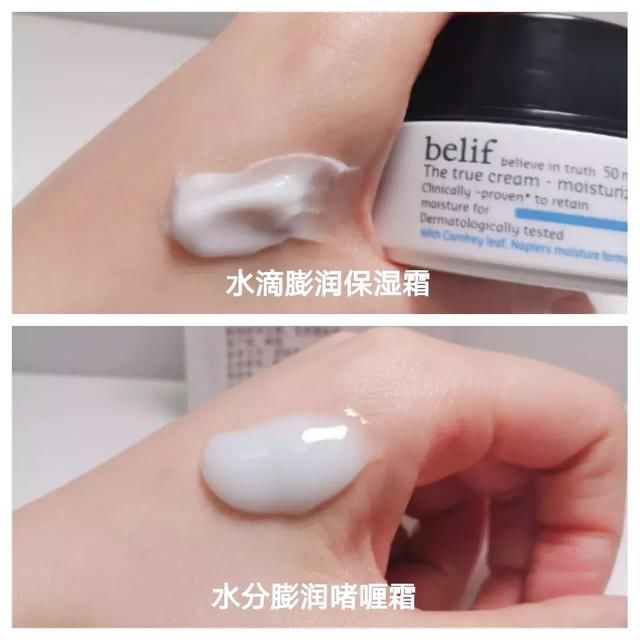 belif believe in truth 50
The true cream - moisturiz
Clinically -proven* to retain
moisture for
Dermatologically tested
With Comfrey leaf, Napiers moisture formu
水滴膨润保湿霜
水分膨润啫喱霜